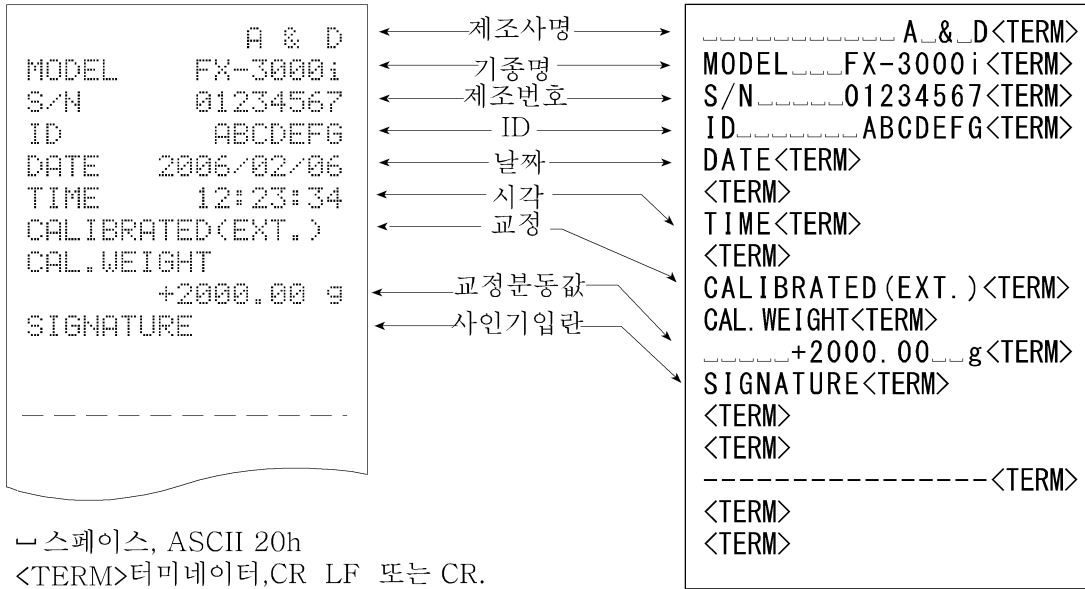 A & D
MODEL FX-3000i
S/N 01234567
ID ABCDEFG
DATE 2006/02/06
TIME 12:23:34
CALIBRATED(EXT.)
CAL.WEIGHT
+2000.00 g
SIGNATURE
제조사명
기종명
제조번호
ID
날짜
시각
교정
교정분동값
사인기입란
␣␣␣␣␣␣␣␣␣␣␣A␣&␣D<TERM>
MODEL␣␣␣FX-3000i<TERM>
S/N␣␣␣␣␣01234567<TERM>
ID␣␣␣␣␣␣␣ABCDEFG<TERM>
DATE<TERM>
<TERM>
TIME<TERM>
<TERM>
CALIBRATED(EXT.)<TERM>
CAL.WEIGHT<TERM>
␣␣␣␣␣+2000.00␣␣g<TERM>
SIGNATURE<TERM>
<TERM>
<TERM>
----------------<TERM>
<TERM>
<TERM>
␣ 스페이스, ASCII 20h
<TERM>터미네이터,CR LF 또는 CR.